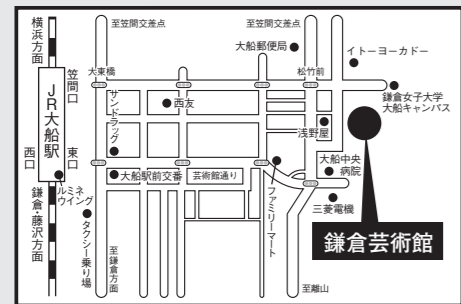 横浜方面
至笠間交差点
至笠間交差点
大船郵便局
イトーヨーカドー
大東橋
松竹前
笠間口
JR大船駅
サンドラッグ
西友
鎌倉女子大学
大船キャンパス
浅野屋
西口
東口
大船中央
病院
大船駅前交番
芸術館通り
ルミネ
ウイング
ファミリーマート
三菱電機
鎌倉・藤沢方面
タクシー乗り場
至鎌倉方面
鎌倉芸術館
至離山